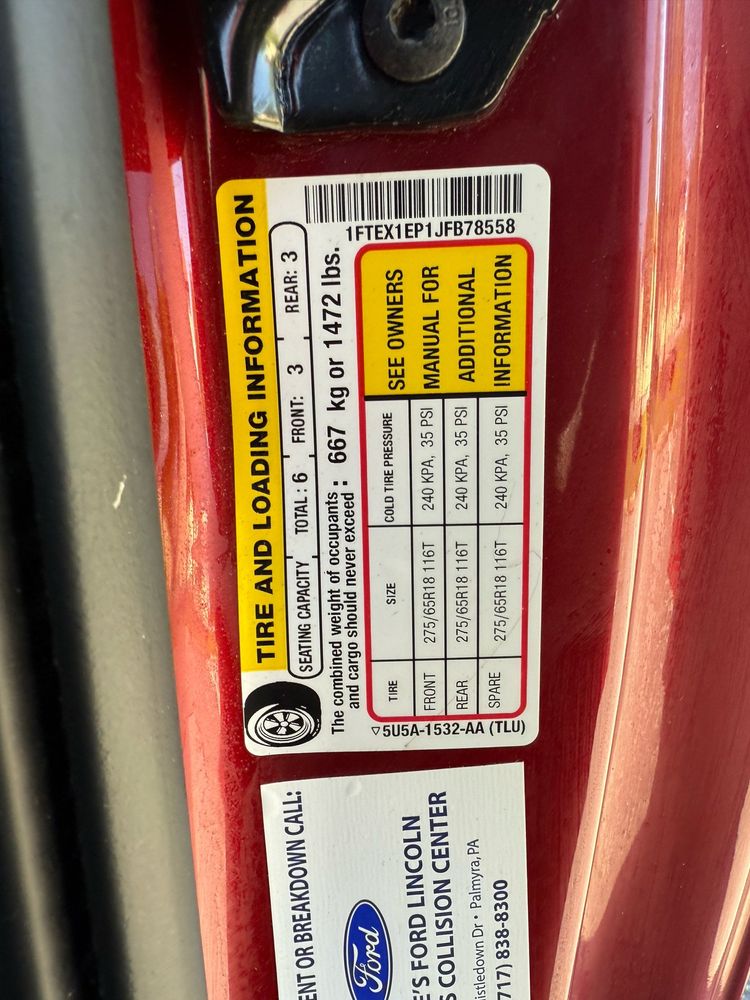 1FTEX1EP1JFB78558
TIRE AND LOADING INFORMATION
SEATING CAPACITY TOTAL : 6 FRONT: 3 REAR: 3
The combined weight of occupants
and cargo should never exceed : 667 kg or 1472 lbs.
TIRE SIZE COLD TIRE PRESSURE
FRONT 275/65R18 116T 240 KPA, 35 PSI
REAR 275/65R18 116T 240 KPA, 35 PSI
SPARE 275/65R18 116T 240 KPA, 35 PSI
SEE OWNERS
MANUAL FOR
ADDITIONAL
INFORMATION
5U5A-1532-AA (TLU)
ENT OR BREAKDOWN CALL:
Ford
E'S FORD LINCOLN
S COLLISION CENTER
istledown Dr • Palmyra, PA
(717) 838-8300